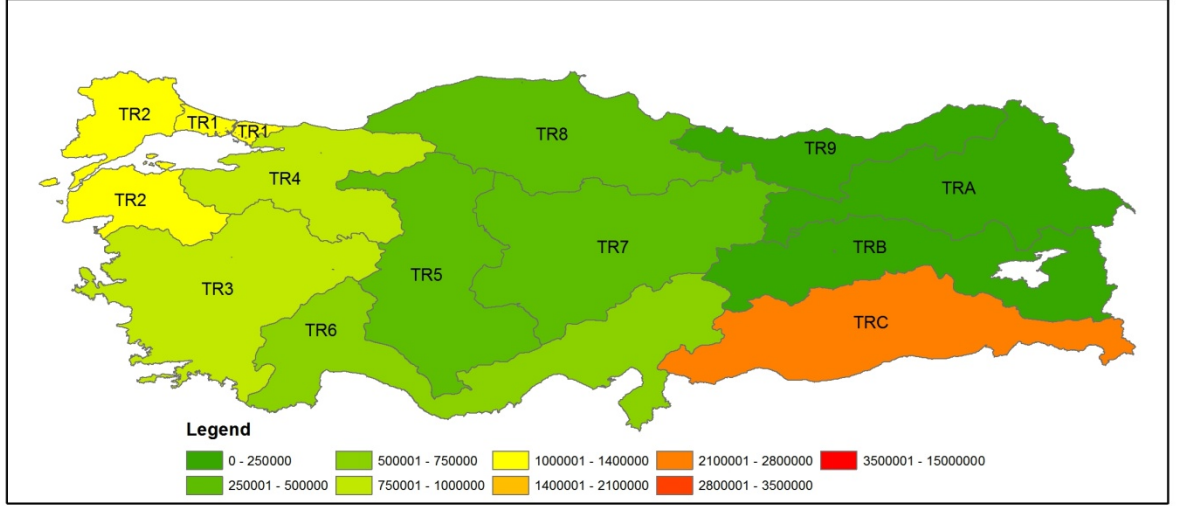 TR2
TR1
TR1
TR8
TR9
TR4
TRA
TR2
TR7
TRB
TR5
TR3
TRC
TR6
Legend
0 - 250000
500001 - 750000
1000001 - 1400000
2100001 - 2800000
3500001 - 15000000
250001 - 500000
750001 - 1000000
1400001 - 2100000
2800001 - 3500000